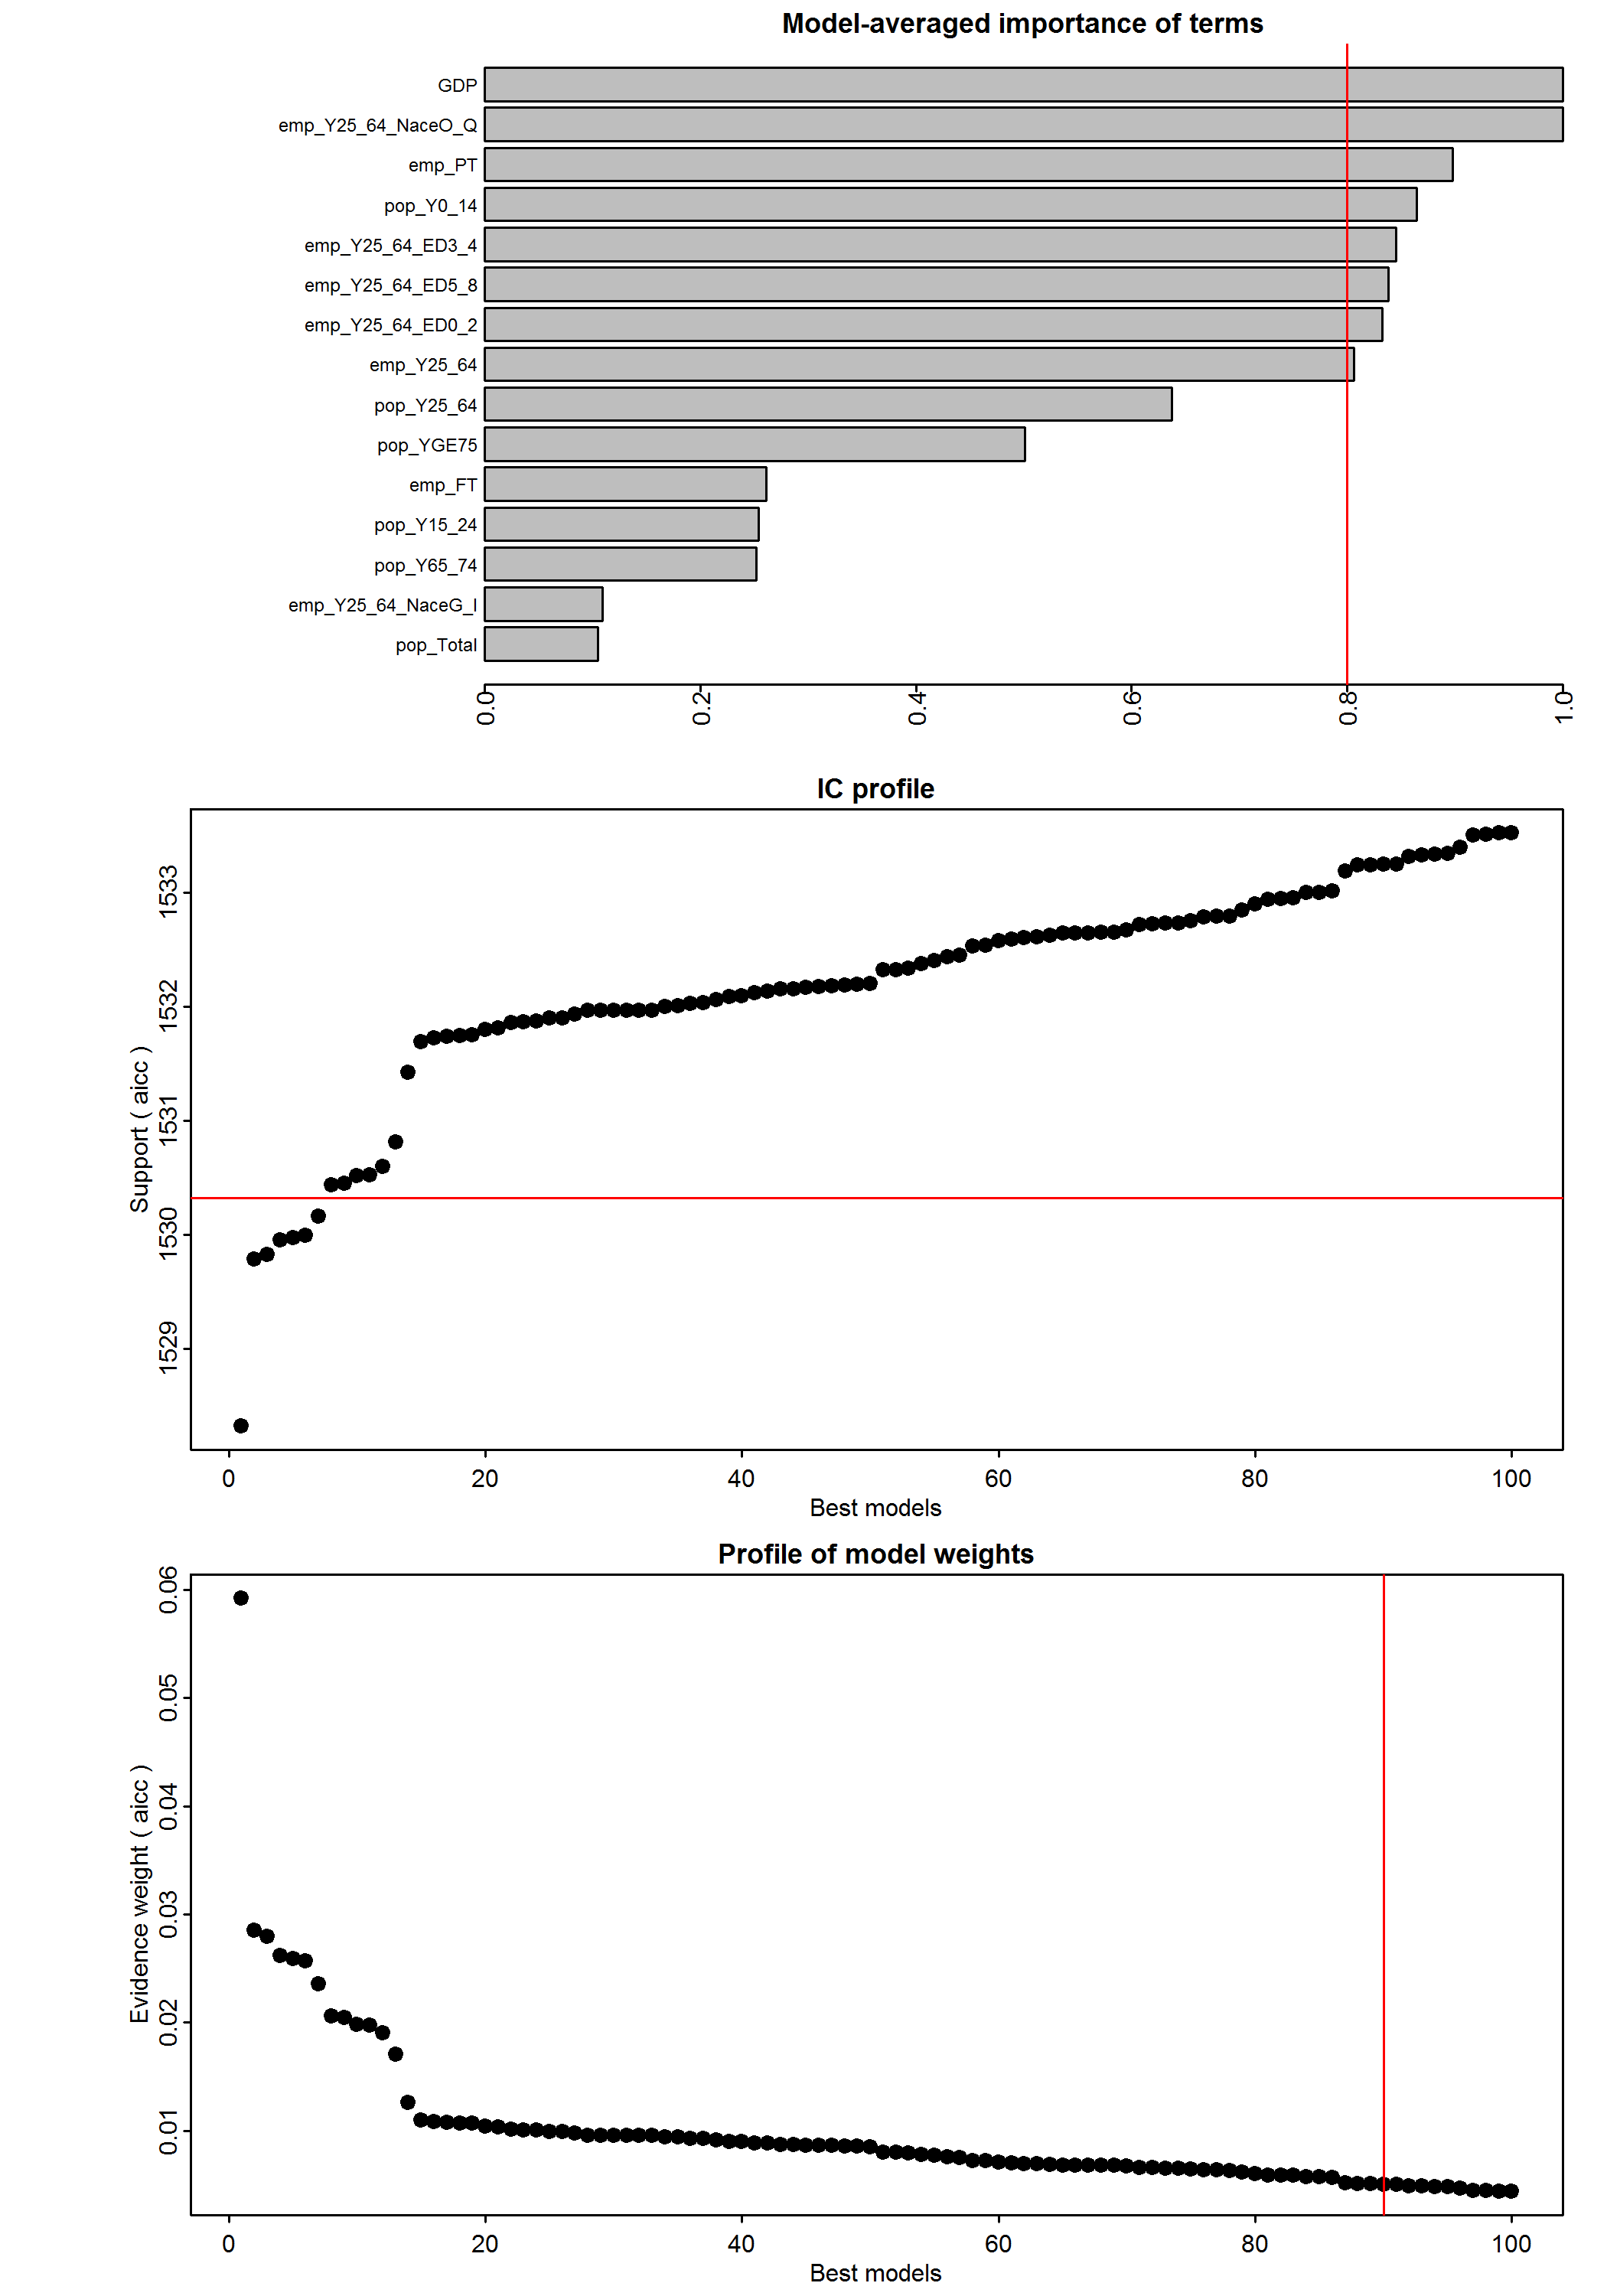 Model-averaged importance of terms
GDP
emp_Y25_64_NaceO_Q
emp_PT
pop_Y0_14
emp_Y25_64_ED3_4
emp_Y25_64_ED5_8
emp_Y25_64_ED0_2
emp_Y25_64
pop_Y25_64
pop_YGE75
emp_FT
pop_Y15_24
pop_Y65_74
emp_Y25_64_NaceG_I
pop_Total
0.0 0.2 0.4 0.6 0.8 1.0
IC profile
Support ( aicc )
1533
1532
1531
1530
1529
0 20 40 60 80 100
Best models
Profile of model weights
Evidence weight ( aicc )
0.06
0.05
0.04
0.03
0.02
0.01
0 20 40 60 80 100
Best models